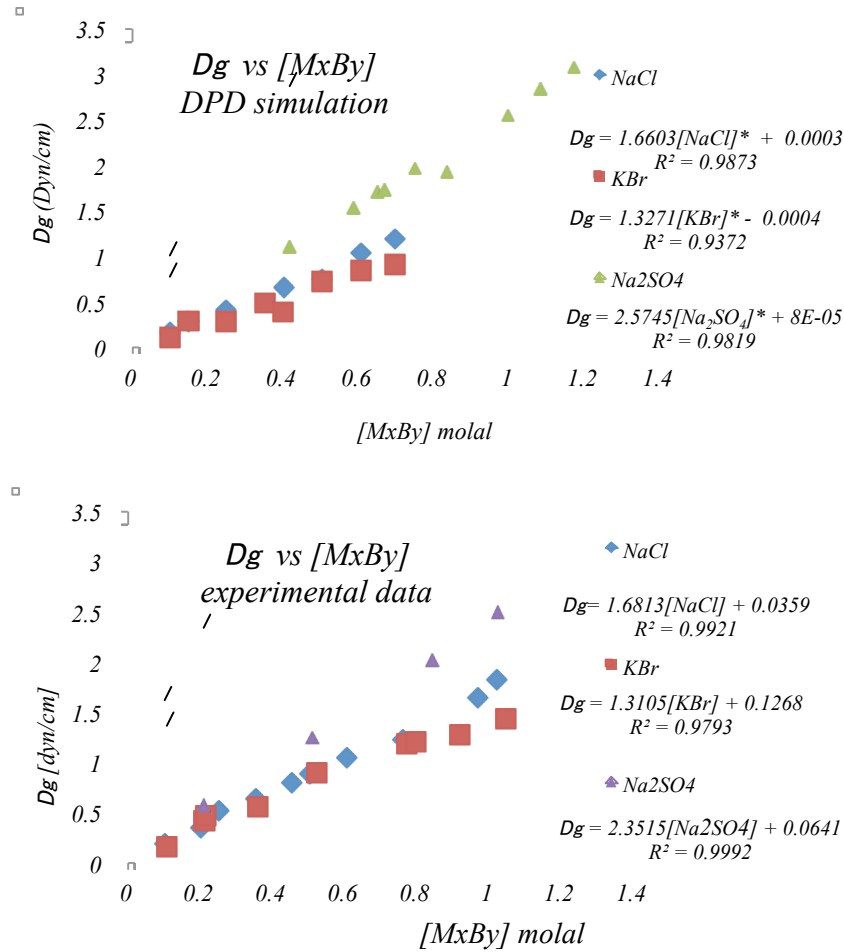 3.5
Dg vs [MxBy]
DPD simulation
3
2.5
2
1.5
1
0.5
0
Dg (Dyn/cm)
0 0.2 0.4 0.6 0.8 1 1.2 1.4
[MxBy] molal
NaCl
Dg = 1.6603[NaCl]* + 0.0003
R² = 0.9873
KBr
Dg = 1.3271[KBr]* - 0.0004
R² = 0.9372
Na2SO4
Dg = 2.5745[Na₂SO₄]* + 8E-05
R² = 0.9819
3.5
Dg vs [MxBy]
experimental data
3
2.5
2
1.5
1
0.5
0
Dg [dyn/cm]
0 0.2 0.4 0.6 0.8 1 1.2 1.4
[MxBy] molal
NaCl
Dg= 1.6813[NaCl] + 0.0359
R² = 0.9921
KBr
Dg = 1.3105[KBr] + 0.1268
R² = 0.9793
Na2SO4
Dg = 2.3515[Na2SO4] + 0.0641
R² = 0.9992